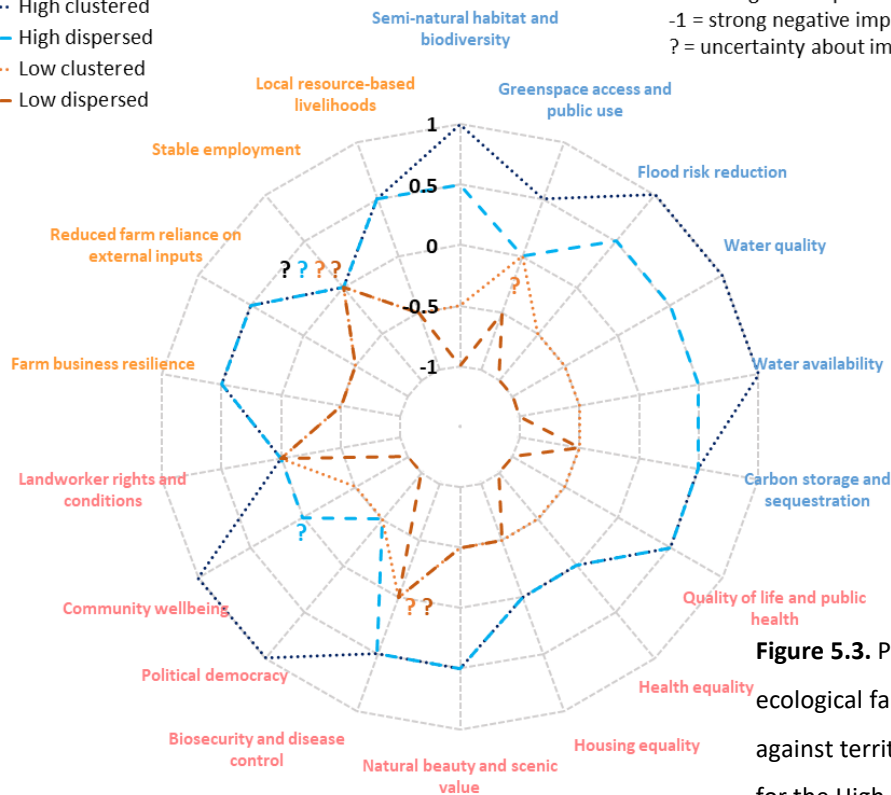 High clustered
High dispersed
Low clustered
Low dispersed
-1 = strong negative imp
? = uncertainty about im
Semi-natural habitat and
biodiversity
Greenspace access and
public use
Flood risk reduction
Water quality
Water availability
Carbon storage and
sequestration
Quality of life and public
health
Health equality
Housing equality
Natural beauty and scenic
value
Biosecurity and disease
control
Political democracy
Community wellbeing
Landworker rights and
conditions
Farm business resilience
Reduced farm reliance on
external inputs
Stable employment
Local resource-based
livelihoods
1
0.5
0
-0.5
-1
? ? ? ?
?
?
? ?
Figure 5.3. P
ecological fa
against territ